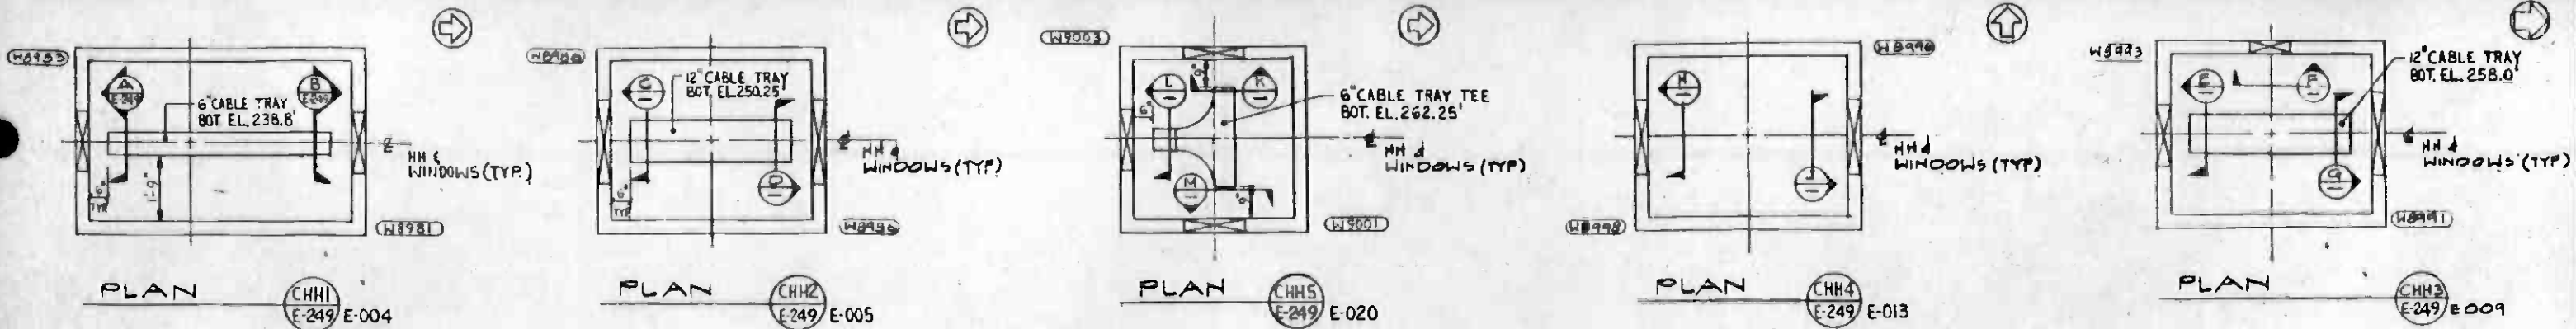 W8983
A
E-249
B
E-249
6" CABLE TRAY
BOT EL. 238.8'
6"
1'-9"
HH ℄
WINDOWS (TYP.)
W8981
PLAN
CHH1
E-249
E-004
C
12" CABLE TRAY
BOT EL. 250.25'
D
6"
HH ℄
WINDOWS (TYP)
PLAN
CHH2
E-249
E-005
W9003
9"
L
K
6"
6" CABLE TRAY TEE
BOT. EL. 262.25'
M
9"
HH ℄
WINDOWS (TYP)
W9001
PLAN
CHH5
E-249
E-020
W8996
H
J
HH ℄
WINDOWS (TYP)
W8998
PLAN
CHH4
E-249
E-013
W8993
E
F
12" CABLE TRAY
BOT. EL. 258.0'
G
HH ℄
WINDOWS (TYP)
W8991
PLAN
CHH3
E-249
E009